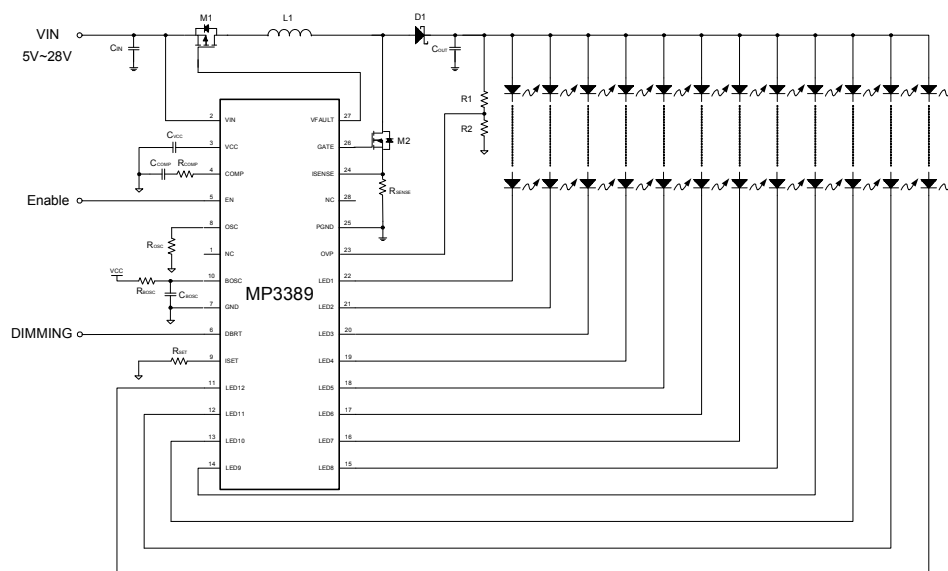 M1 L1 D1
VIN
CIN COUT
5V~28V
R1
R2
2 VIN VFAULT 27
CVCC
3 VCC GATE 26 M2
CCOMP RCOMP
4 COMP ISENSE 24
RSENSE
Enable 5 EN NC 28
8 OSC PGND 25
ROSC
1 NC OVP 23
VCC
10 BOSC LED1 22
RBOSC CBOSC
MP3389
7 GND LED2 21
DIMMING 6 DBRT LED3 20
RSET
9 ISET LED4 19
11 LED12 LED5 18
12 LED11 LED6 17
13 LED10 LED7 16
14 LED9 LED8 15